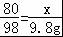 80 = x
98 9.8g